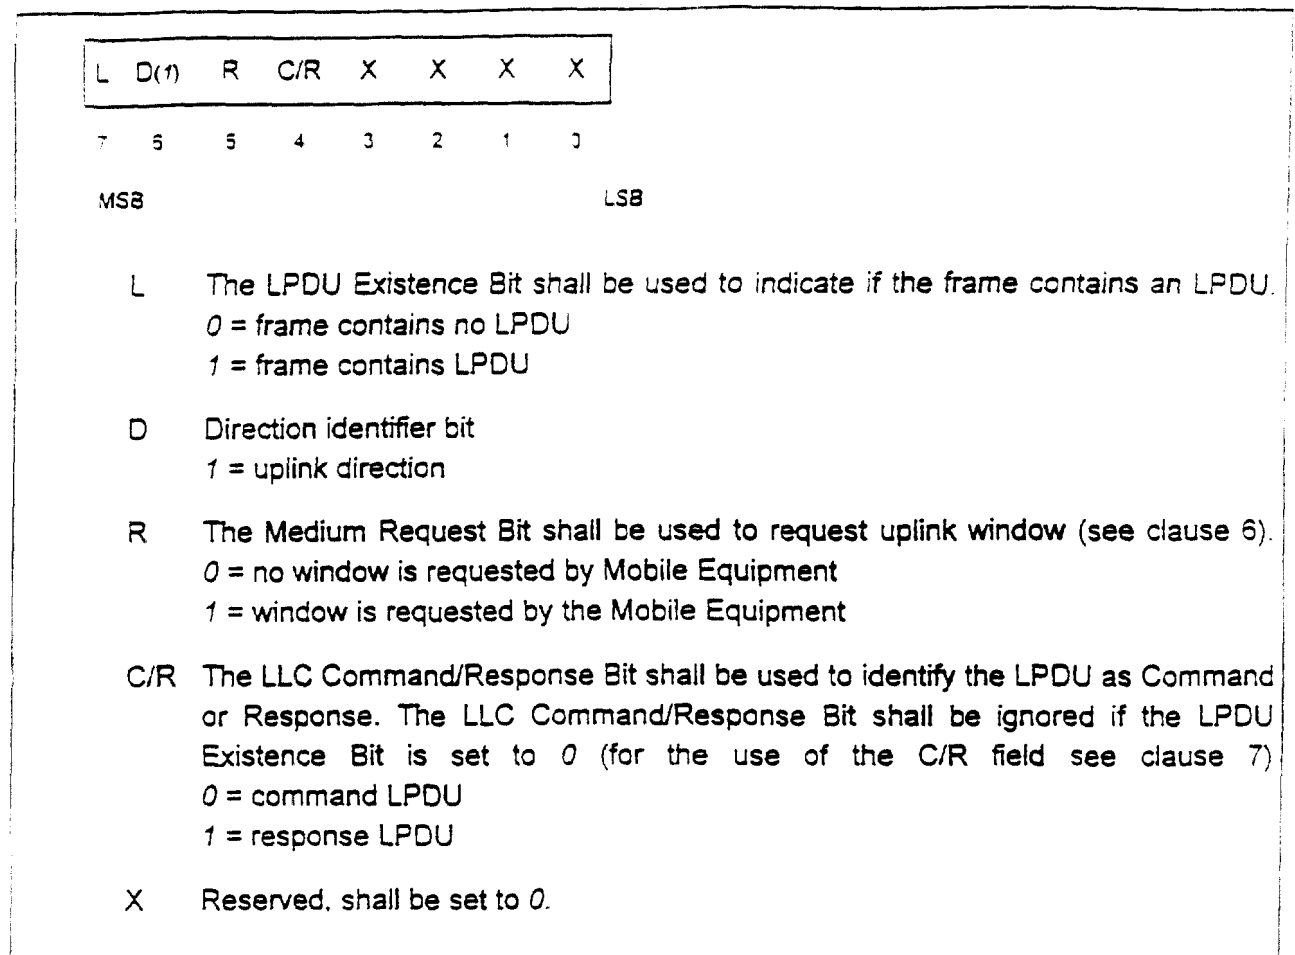 L D(1) R C/R X X X X
7 6 5 4 3 2 1 0
MSB LSB
L The LPDU Existence Bit shall be used to indicate if the frame contains an LPDU.
0 = frame contains no LPDU
1 = frame contains LPDU
D Direction identifier bit
1 = uplink direction
R The Medium Request Bit shall be used to request uplink window (see clause 6).
0 = no window is requested by Mobile Equipment
1 = window is requested by the Mobile Equipment
C/R The LLC Command/Response Bit shall be used to identify the LPDU as Command
or Response. The LLC Command/Response Bit shall be ignored if the LPDU
Existence Bit is set to 0 (for the use of the C/R field see clause 7)
0 = command LPDU
1 = response LPDU
X Reserved, shall be set to 0.